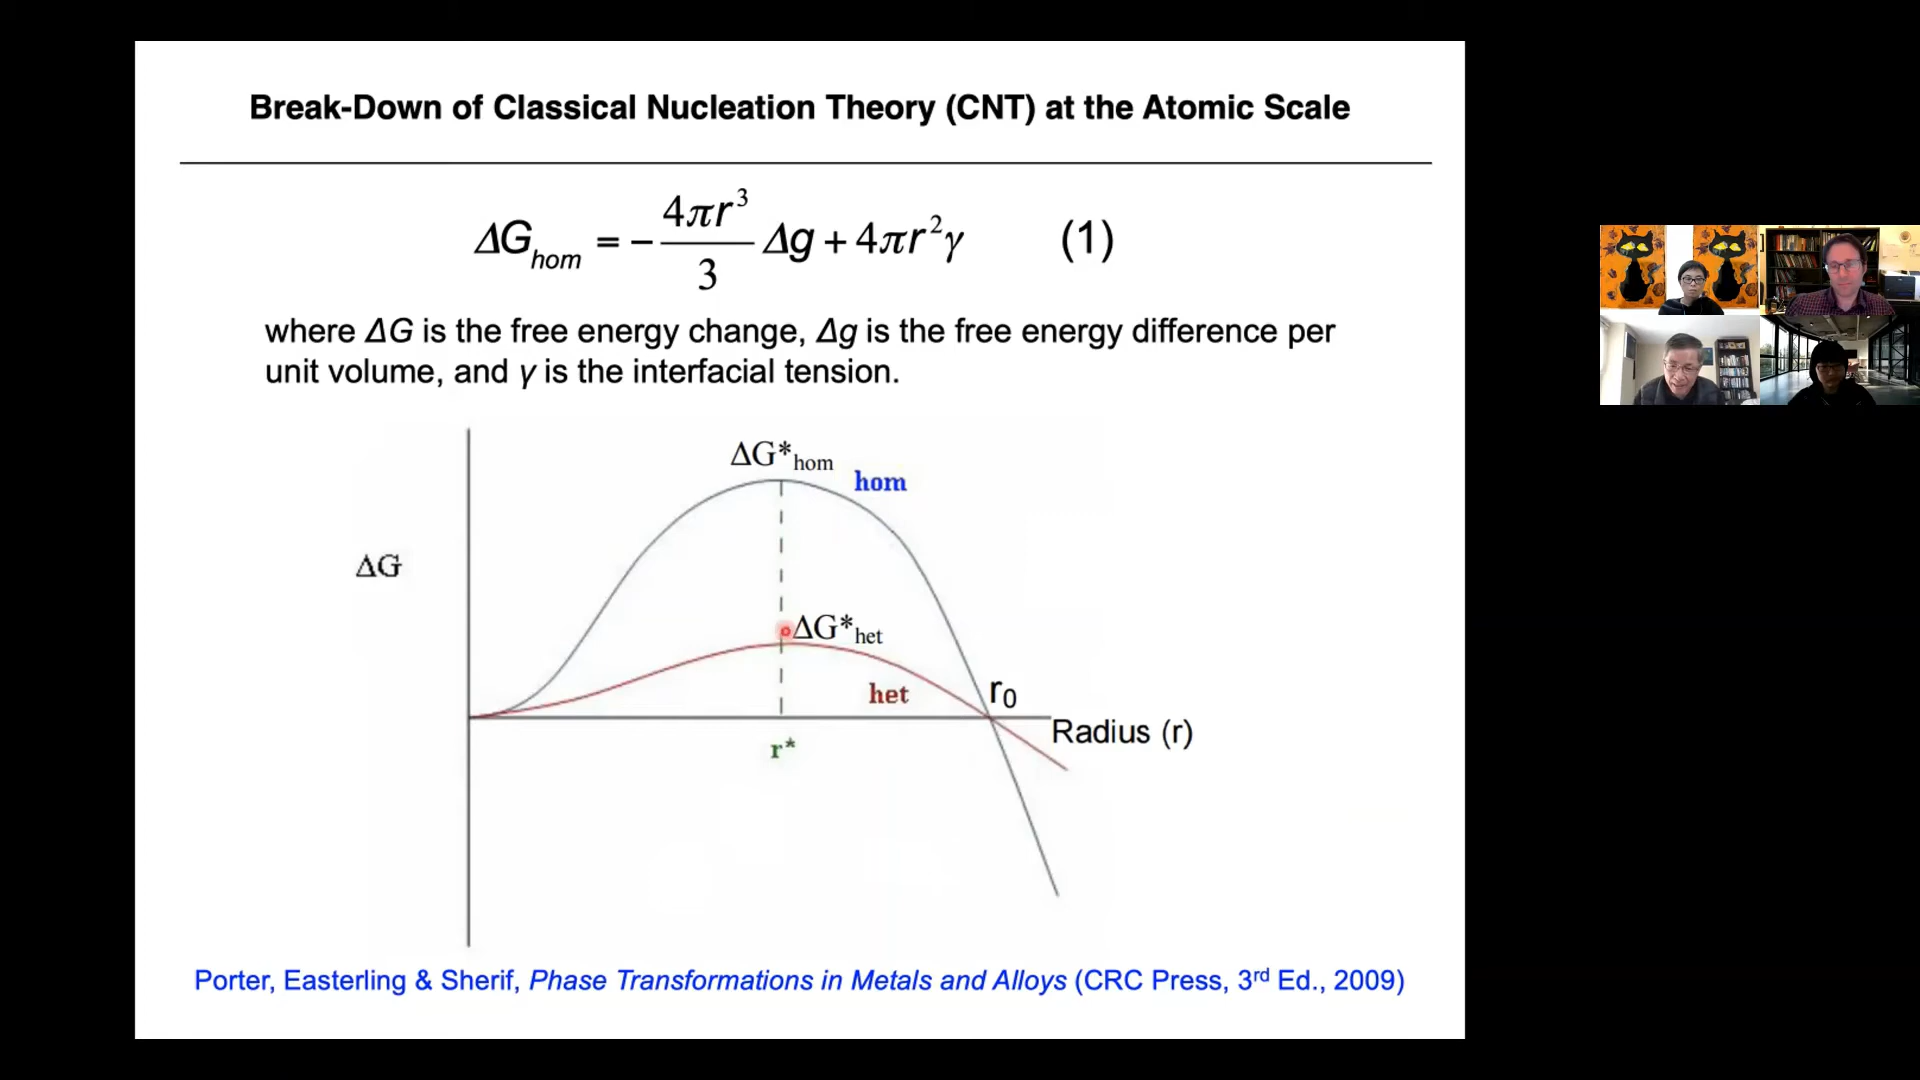 Break-Down of Classical Nucleation Theory (CNT) at the Atomic Scale
ΔG_hom = − 4πr³/3 Δg + 4πr²γ (1)
where ΔG is the free energy change, Δg is the free energy difference per
unit volume, and γ is the interfacial tension.
ΔG*hom
hom
ΔG
ΔG*het
het
r₀
Radius (r)
r*
Porter, Easterling & Sherif, Phase Transformations in Metals and Alloys (CRC Press, 3rd Ed., 2009)